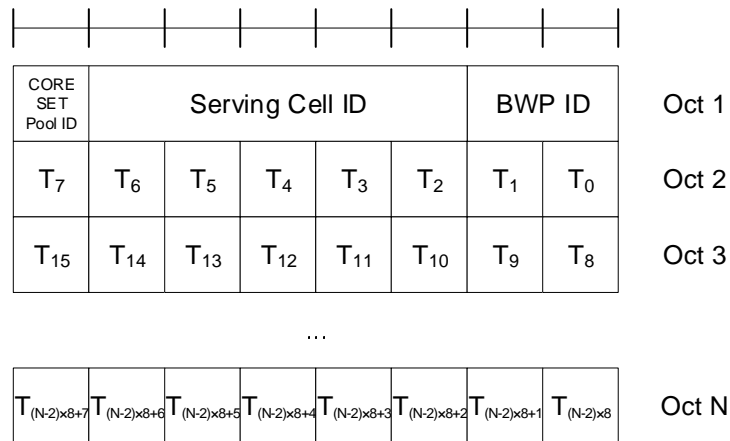 CORE SET Pool ID Serving Cell ID BWP ID Oct 1
T7 T6 T5 T4 T3 T2 T1 T0 Oct 2
T15 T14 T13 T12 T11 T10 T9 T8 Oct 3
...
T(N-2)×8+7 T(N-2)×8+6 T(N-2)×8+5 T(N-2)×8+4 T(N-2)×8+3 T(N-2)×8+2 T(N-2)×8+1 T(N-2)×8 Oct N